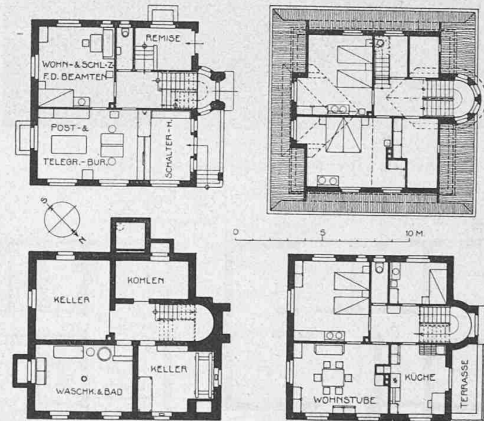 REMISE
WOHN-& SCHL-Z.
F. D. BEAMTEN
POST-&
TELEGR.-BUR.
SCHALTER-H.
S
N
0 5 10 M.
KELLER
KOHLEN
WASCHK. & BAD
KELLER
WOHNSTUBE
KÜCHE
TERRASSE